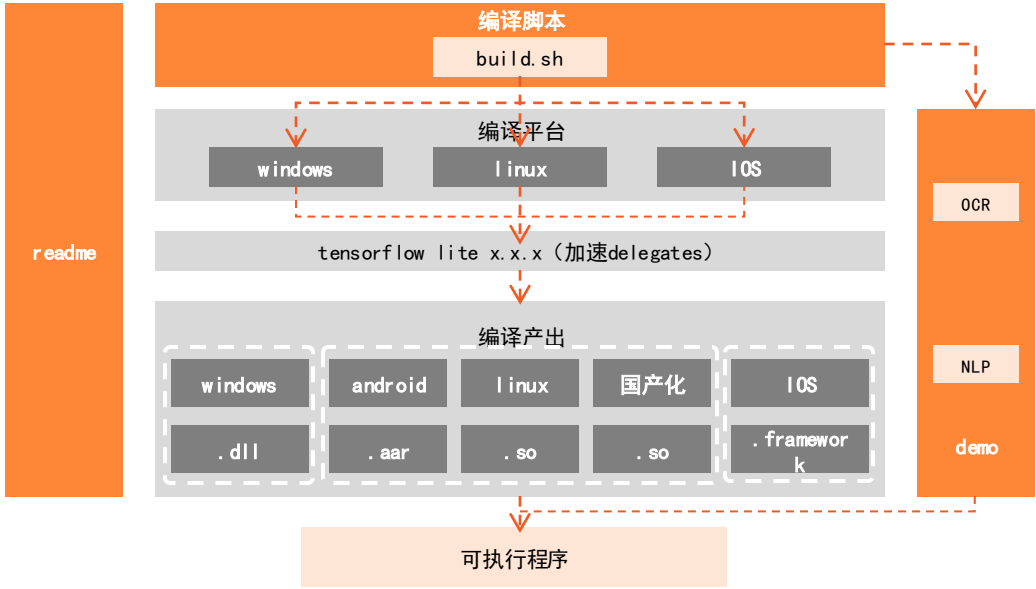 编译脚本
build.sh
编译平台
windows
linux
IOS
readme
tensorflow lite x.x.x（加速delegates）
编译产出
windows
android
linux
国产化
IOS
.dll
.aar
.so
.so
.framewor
k
OCR
NLP
demo
可执行程序